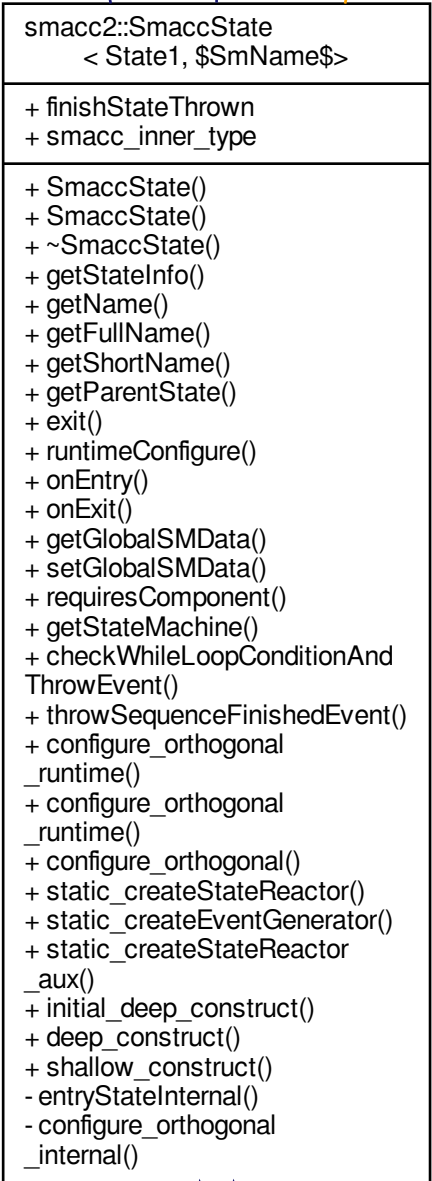 smacc2::SmaccState
< State1, $SmName$>
+ finishStateThrown
+ smacc_inner_type
+ SmaccState()
+ SmaccState()
+ ~SmaccState()
+ getStateInfo()
+ getName()
+ getFullName()
+ getShortName()
+ getParentState()
+ exit()
+ runtimeConfigure()
+ onEntry()
+ onExit()
+ getGlobalSMData()
+ setGlobalSMData()
+ requiresComponent()
+ getStateMachine()
+ checkWhileLoopConditionAnd
ThrowEvent()
+ throwSequenceFinishedEvent()
+ configure_orthogonal
_runtime()
+ configure_orthogonal
_runtime()
+ configure_orthogonal()
+ static_createStateReactor()
+ static_createEventGenerator()
+ static_createStateReactor
_aux()
+ initial_deep_construct()
+ deep_construct()
+ shallow_construct()
- entryStateInternal()
- configure_orthogonal
_internal()